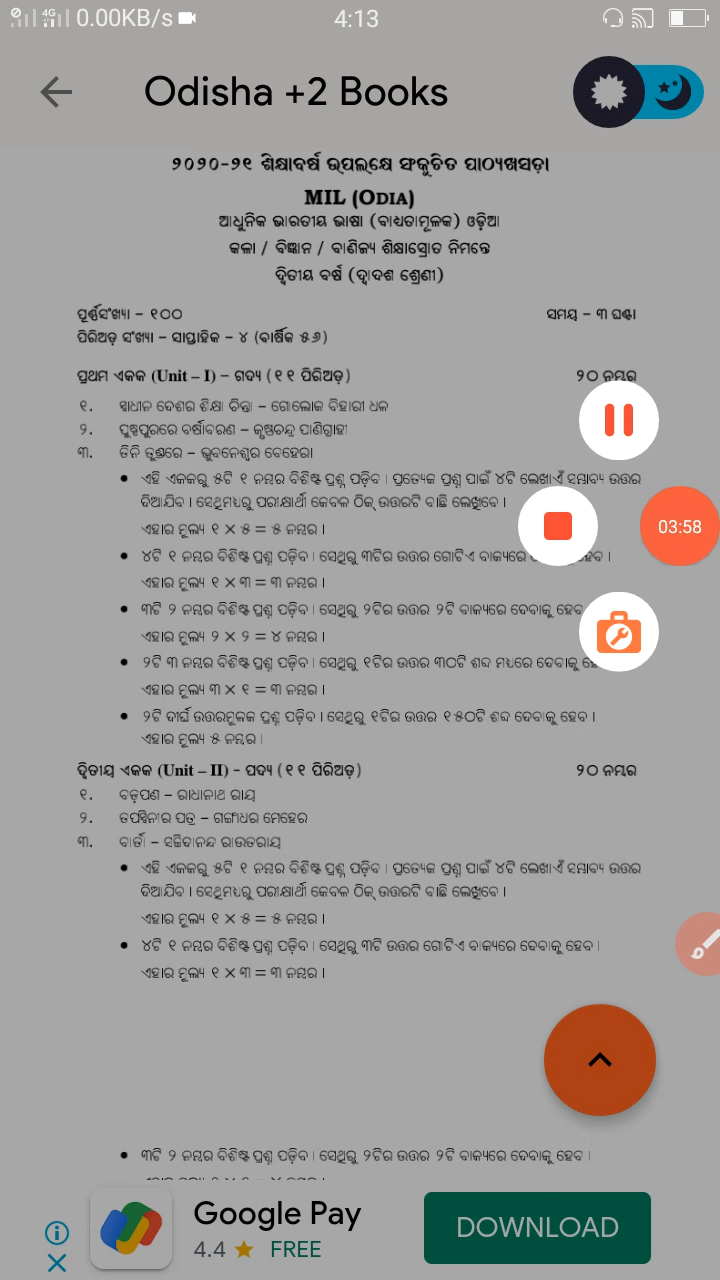 0.00KB/s 4G 4:13
Odisha +2 Books
୨୦୨୦-୨୧ ଶିକ୍ଷାବର୍ଷ ଉପଲକ୍ଷେ ସଂକୁଚିତ ପାଠ୍ୟଖସଡ଼ା
MIL (ODIA)
ଆଧୁନିକ ଭାରତୀୟ ଭାଷା (ବାଧତାମୂଳକ) ଓଡ଼ିଆ
କଳା / ବିଜ୍ଞାନ / ବାଣିଜ୍ୟ ଶିକ୍ଷାସ୍ରୋତ ନିମନ୍ତେ
ଦ୍ୱିତୀୟ ବର୍ଷ (ଦ୍ୱାଦଶ ଶ୍ରେଣୀ)
ପୂର୍ଣ୍ଣସଂଖ୍ୟା – ୧୦୦ ସମୟ – ୩ ଘଣ୍ଟା
ପିରିଅଡ଼ ସଂଖ୍ୟା – ସାପ୍ତାହିକ – ୪ (ବାର୍ଷିକ ୫୬)
ପ୍ରଥମ ଏକକ (Unit – I) – ଗଦ୍ୟ (୧୧ ପିରିଅଡ଼) ୨୦ ନମ୍ବର
୧. ସ୍ୱାଧୀନ ଦେଶର ଶିକ୍ଷା ଚିନ୍ତା – ଗୋଲୋକ ବିହାରୀ ଧଳ
୨. ପୁଷ୍ପପୁରରେ ବର୍ଷାବରଣ – କୃଷ୍ଣଚନ୍ଦ୍ର ପାଣିଗ୍ରାହୀ
୩. ତିନି ତୁଣ୍ଡରେ – ଭୁବନେଶ୍ୱର ବେହେରା
• ଏହି ଏକକରୁ ୫ଟି ୧ ନମ୍ବର ବିଶିଷ୍ଟ ପ୍ରଶ୍ନ ପଡ଼ିବ। ପ୍ରତ୍ୟେକ ପ୍ରଶ୍ନ ପାଇଁ ୪ଟି ଲେଖାଏଁ ସମ୍ଭାବ୍ୟ ଉତ୍ତର
ଦିଆଯିବ। ସେଥିମଧ୍ୟରୁ ପରୀକ୍ଷାର୍ଥୀ କେବଳ ଠିକ୍ ଉତ୍ତରଟି ବାଛି ଲେଖିବେ।
ଏହାର ମୂଲ୍ୟ ୧ × ୫ = ୫ ନମ୍ବର।
• ୪ଟି ୧ ନମ୍ବର ବିଶିଷ୍ଟ ପ୍ରଶ୍ନ ପଡ଼ିବ। ସେଥିରୁ ୩ଟିର ଉତ୍ତର ଗୋଟିଏ ବାକ୍ୟରେ ହେବ।
ଏହାର ମୂଲ୍ୟ ୧ × ୩ = ୩ ନମ୍ବର।
• ୩ଟି ୨ ନମ୍ବର ବିଶିଷ୍ଟ ପ୍ରଶ୍ନ ପଡ଼ିବ। ସେଥିରୁ ୨ଟିର ଉତ୍ତର ୨ଟି ବାକ୍ୟରେ ଦେବାକୁ ହେବ
ଏହାର ମୂଲ୍ୟ ୨ × ୨ = ୪ ନମ୍ବର।
• ୨ଟି ୩ ନମ୍ବର ବିଶିଷ୍ଟ ପ୍ରଶ୍ନ ପଡ଼ିବ। ସେଥିରୁ ୧ଟିର ଉତ୍ତର ୩୦ଟି ଶବ୍ଦ ମଧ୍ୟରେ ଦେବାକୁ
ଏହାର ମୂଲ୍ୟ ୩ × ୧ = ୩ ନମ୍ବର।
• ୨ଟି ଦୀର୍ଘ ଉତ୍ତରମୂଳକ ପ୍ରଶ୍ନ ପଡ଼ିବ। ସେଥିରୁ ୧ଟିର ଉତ୍ତର ୧୫୦ଟି ଶବ୍ଦ ଦେବାକୁ ହେବ।
ଏହାର ମୂଲ୍ୟ ୫ ନମ୍ବର।
03:58
ଦ୍ୱିତୀୟ ଏକକ (Unit – II) – ପଦ୍ୟ (୧୧ ପିରିଅଡ଼) ୨୦ ନମ୍ବର
୧. ବଡ଼ପଣ – ରାଧାନାଥ ରାୟ
୨. ତପସ୍ୱିନୀର ପତ୍ର – ଗଙ୍ଗାଧର ମେହେର
୩. ବାର୍ତା – ସଚ୍ଚିଦାନନ୍ଦ ରାଉତରାୟ
• ଏହି ଏକକରୁ ୫ଟି ୧ ନମ୍ବର ବିଶିଷ୍ଟ ପ୍ରଶ୍ନ ପଡ଼ିବ। ପ୍ରତ୍ୟେକ ପ୍ରଶ୍ନ ପାଇଁ ୪ଟି ଲେଖାଏଁ ସମ୍ଭାବ୍ୟ ଉତ୍ତର
ଦିଆଯିବ। ସେଥିମଧ୍ୟରୁ ପରୀକ୍ଷାର୍ଥୀ କେବଳ ଠିକ୍ ଉତ୍ତରଟି ବାଛି ଲେଖିବେ।
ଏହାର ମୂଲ୍ୟ ୧ × ୫ = ୫ ନମ୍ବର।
• ୪ଟି ୧ ନମ୍ବର ବିଶିଷ୍ଟ ପ୍ରଶ୍ନ ପଡ଼ିବ। ସେଥିରୁ ୩ଟି ଉତ୍ତର ଗୋଟିଏ ବାକ୍ୟରେ ଦେବାକୁ ହେବ।
ଏହାର ମୂଲ୍ୟ ୧ × ୩ = ୩ ନମ୍ବର।
• ୩ଟି ୨ ନମ୍ବର ବିଶିଷ୍ଟ ପ୍ରଶ୍ନ ପଡ଼ିବ। ସେଥିରୁ ୨ଟିର ଉତ୍ତର ୨ଟି ବାକ୍ୟରେ ଦେବାକୁ ହେବ।
Google Pay
4.4 ★ FREE
DOWNLOAD